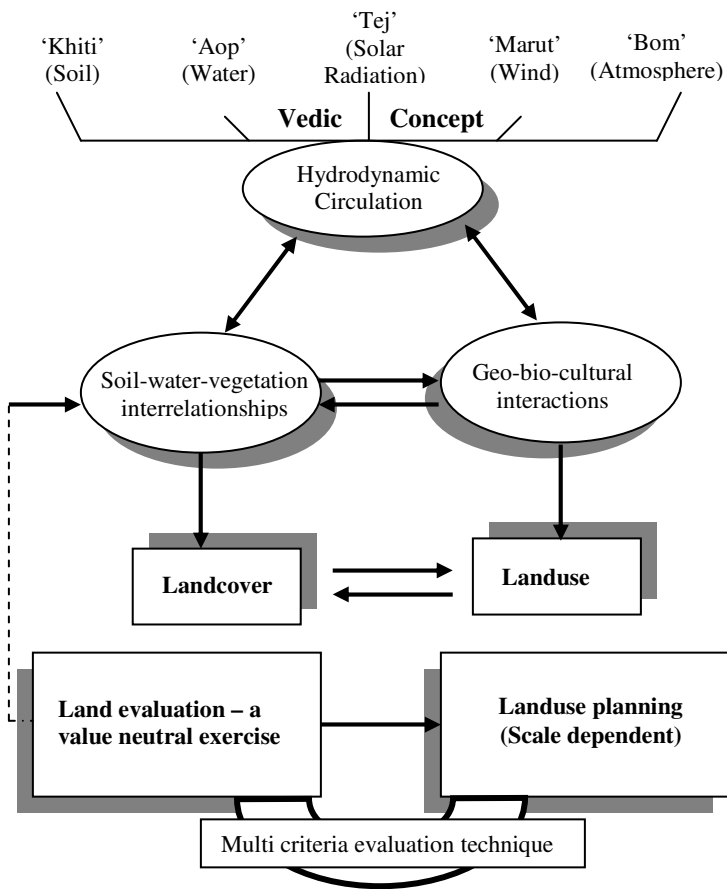 ‘Khiti’
(Soil)
‘Aop’
(Water)
‘Tej’
(Solar
Radiation)
‘Marut’
(Wind)
‘Bom’
(Atmosphere)
Vedic Concept
Hydrodynamic
Circulation
Soil-water-vegetation
interrelationships
Geo-bio-cultural
interactions
Landcover
Landuse
Land evaluation – a
value neutral exercise
Landuse planning
(Scale dependent)
Multi criteria evaluation technique